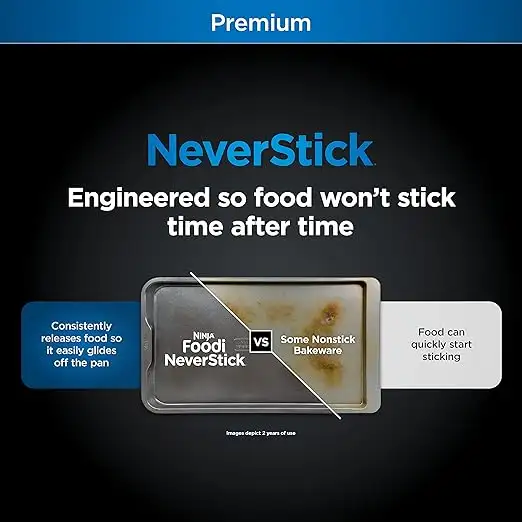 Premium
NeverStick
Engineered so food won't stick
time after time
Consistently
releases food so
it easily glides
off the pan
NINJA
Foodi
NeverStick
VS
Some Nonstick
Bakeware
Food can
quickly start
sticking
Images depict 2 years of use